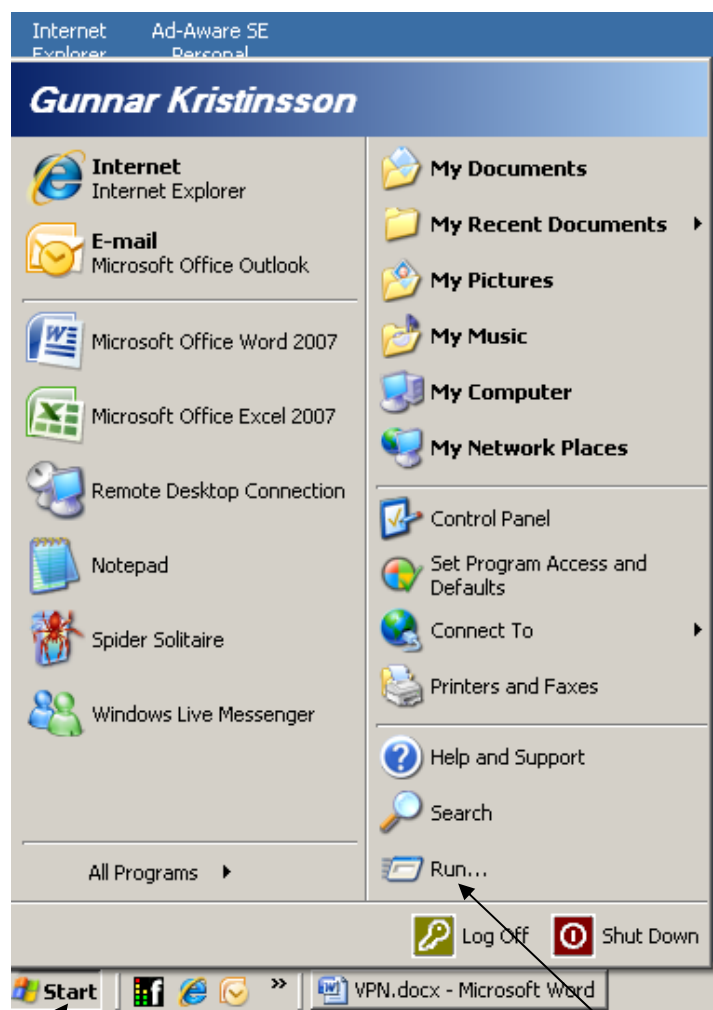 Internet
Explorer
Ad-Aware SE
Personal
Gunnar Kristinsson
Internet
Internet Explorer
E-mail
Microsoft Office Outlook
Microsoft Office Word 2007
Microsoft Office Excel 2007
Remote Desktop Connection
Notepad
Spider Solitaire
Windows Live Messenger
All Programs
My Documents
My Recent Documents
My Pictures
My Music
My Computer
My Network Places
Control Panel
Set Program Access and
Defaults
Connect To
Printers and Faxes
Help and Support
Search
Run...
Log Off
Shut Down
Start
VPN.docx - Microsoft Word